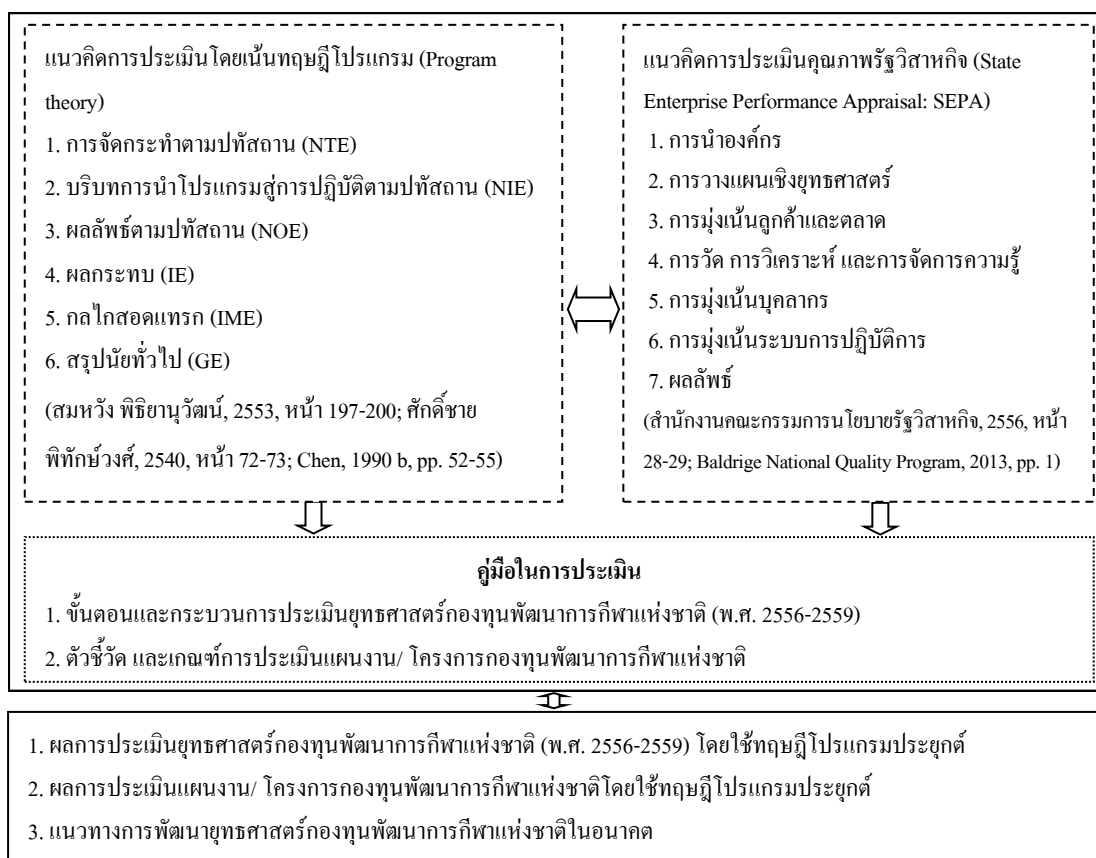 แนวคิดการประเมินโดยเน้นทฤษฎีโปรแกรม (Program
theory)
1. การจัดกระทำตามปทัสถาน (NTE)
2. บริบทการนำโปรแกรมสู่การปฏิบัติตามปทัสถาน (NIE)
3. ผลลัพธ์ตามปทัสถาน (NOE)
4. ผลกระทบ (IE)
5. กลไกสอดแทรก (IME)
6. สรุปนัยทั่วไป (GE)
(สมหวัง พิธิยานุวัฒน์, 2553, หน้า 197-200; ศักดิ์ชาย
พิทักษ์วงศ์, 2540, หน้า 72-73; Chen, 1990 b, pp. 52-55)
แนวคิดการประเมินคุณภาพรัฐวิสาหกิจ (State
Enterprise Performance Appraisal: SEPA)
1. การนำองค์กร
2. การวางแผนเชิงยุทธศาสตร์
3. การมุ่งเน้นลูกค้าและตลาด
4. การวัด การวิเคราะห์ และการจัดการความรู้
5. การมุ่งเน้นบุคลากร
6. การมุ่งเน้นระบบการปฏิบัติการ
7. ผลลัพธ์
(สำนักงานคณะกรรมการนโยบายรัฐวิสาหกิจ, 2556, หน้า
28-29; Baldrige National Quality Program, 2013, pp. 1)
คู่มือในการประเมิน
1. ขั้นตอนและกระบวนการประเมินยุทธศาสตร์กองทุนพัฒนาการกีฬาแห่งชาติ (พ.ศ. 2556-2559)
2. ตัวชี้วัด และเกณฑ์การประเมินแผนงาน/ โครงการกองทุนพัฒนาการกีฬาแห่งชาติ
1. ผลการประเมินยุทธศาสตร์กองทุนพัฒนาการกีฬาแห่งชาติ (พ.ศ. 2556-2559) โดยใช้ทฤษฎีโปรแกรมประยุกต์
2. ผลการประเมินแผนงาน/ โครงการกองทุนพัฒนาการกีฬาแห่งชาติโดยใช้ทฤษฎีโปรแกรมประยุกต์
3. แนวทางการพัฒนายุทธศาสตร์กองทุนพัฒนาการกีฬาแห่งชาติในอนาคต